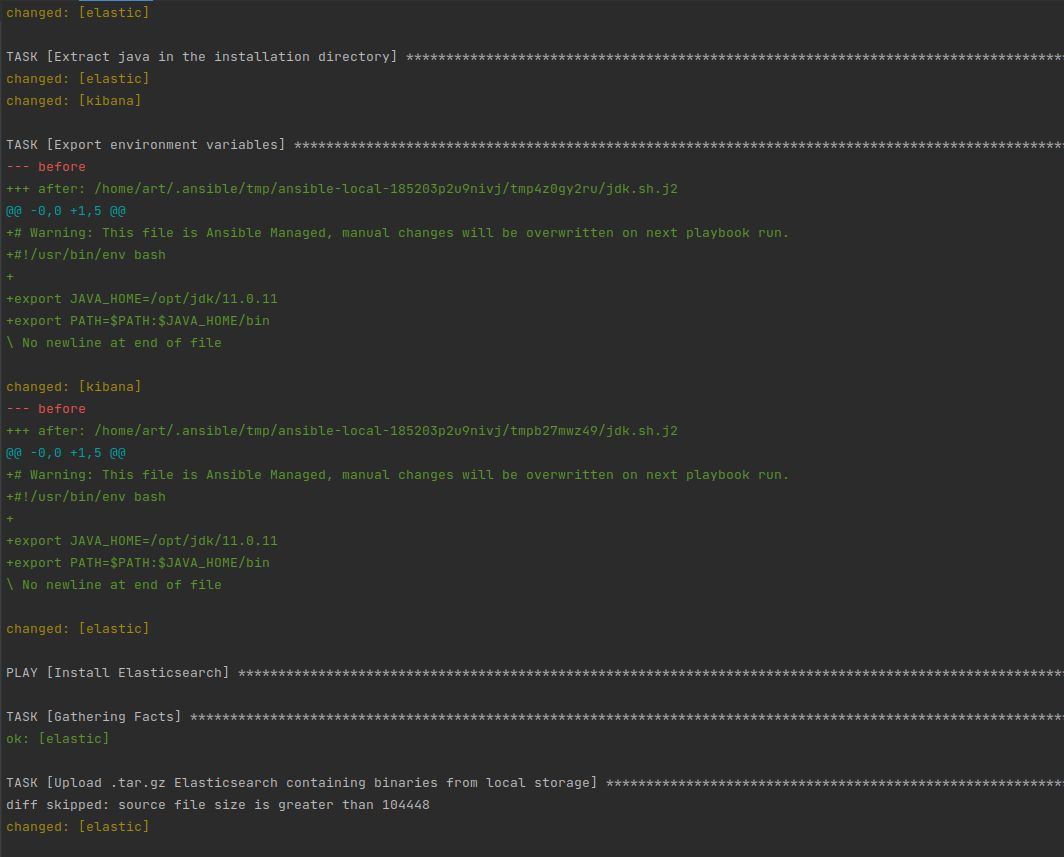 changed: [elastic]
TASK [Extract java in the installation directory] **********************************************************************************
changed: [elastic]
changed: [kibana]
TASK [Export environment variables] ************************************************************************************************
--- before
+++ after: /home/art/.ansible/tmp/ansible-local-185203p2u9nivj/tmp4z0gy2ru/jdk.sh.j2
@@ -0,0 +1,5 @@
+# Warning: This file is Ansible Managed, manual changes will be overwritten on next playbook run.
+#!/usr/bin/env bash
+
+export JAVA_HOME=/opt/jdk/11.0.11
+export PATH=$PATH:$JAVA_HOME/bin
\ No newline at end of file
changed: [kibana]
--- before
+++ after: /home/art/.ansible/tmp/ansible-local-185203p2u9nivj/tmpb27mwz49/jdk.sh.j2
@@ -0,0 +1,5 @@
+# Warning: This file is Ansible Managed, manual changes will be overwritten on next playbook run.
+#!/usr/bin/env bash
+
+export JAVA_HOME=/opt/jdk/11.0.11
+export PATH=$PATH:$JAVA_HOME/bin
\ No newline at end of file
changed: [elastic]
PLAY [Install Elasticsearch] *******************************************************************************************************
TASK [Gathering Facts] *************************************************************************************************************
ok: [elastic]
TASK [Upload .tar.gz Elasticsearch containing binaries from local storage] *********************************************************
diff skipped: source file size is greater than 104448
changed: [elastic]